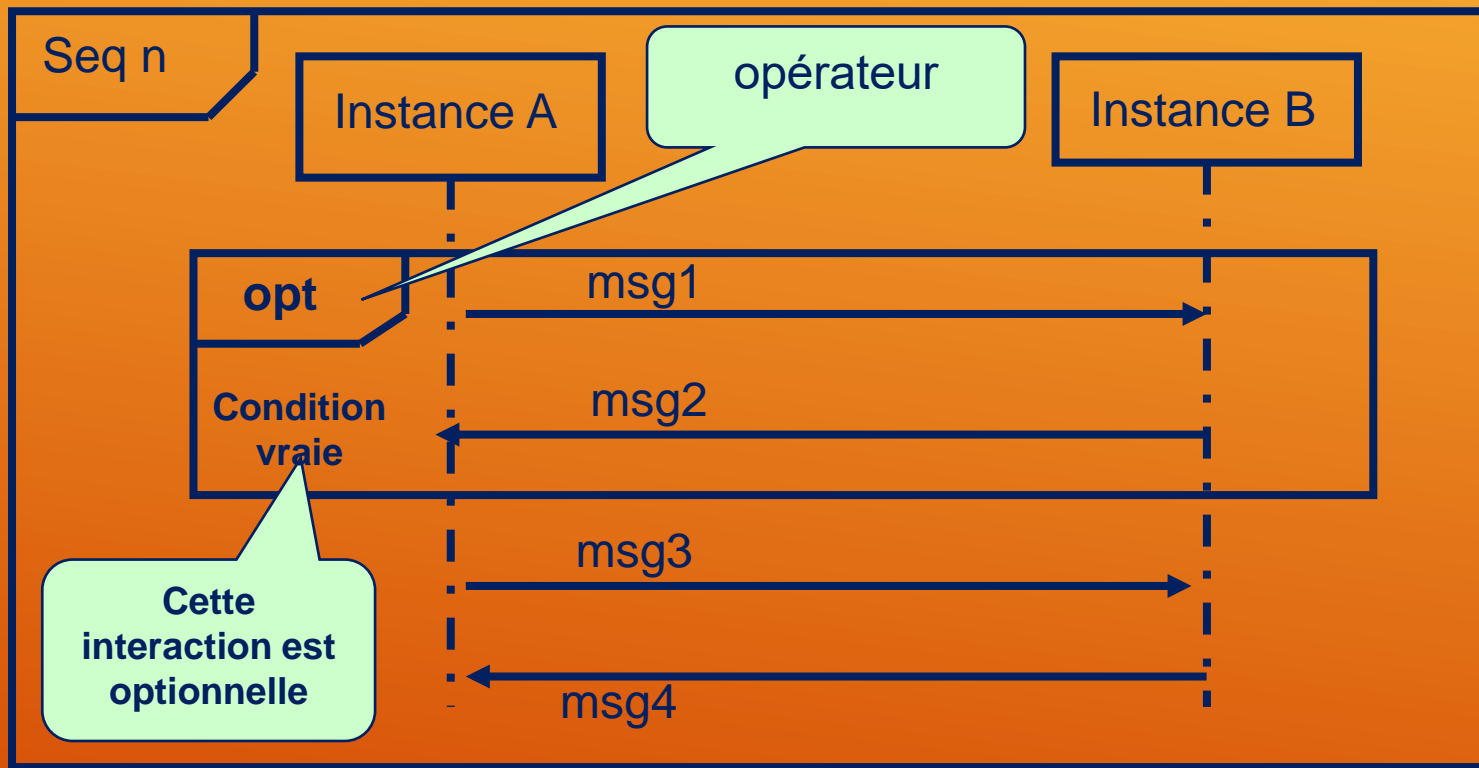 Seq n
Instance A
opérateur
Instance B
opt
msg1
Condition
vraie
msg2
Cette
interaction est
optionnelle
msg3
msg4